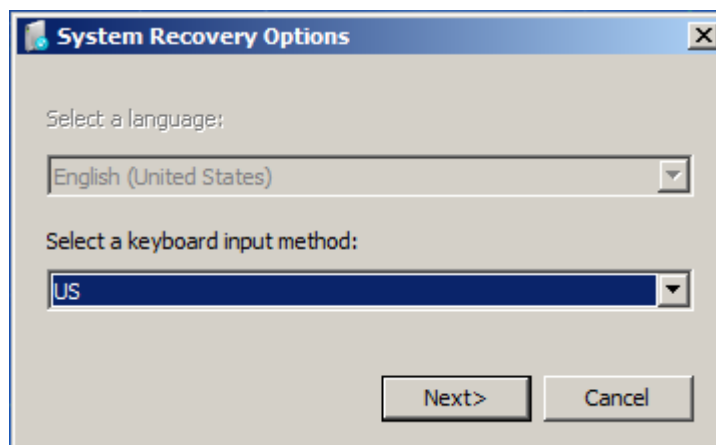 System Recovery Options
Select a language:
English (United States)
Select a keyboard input method:
US
Next> Cancel